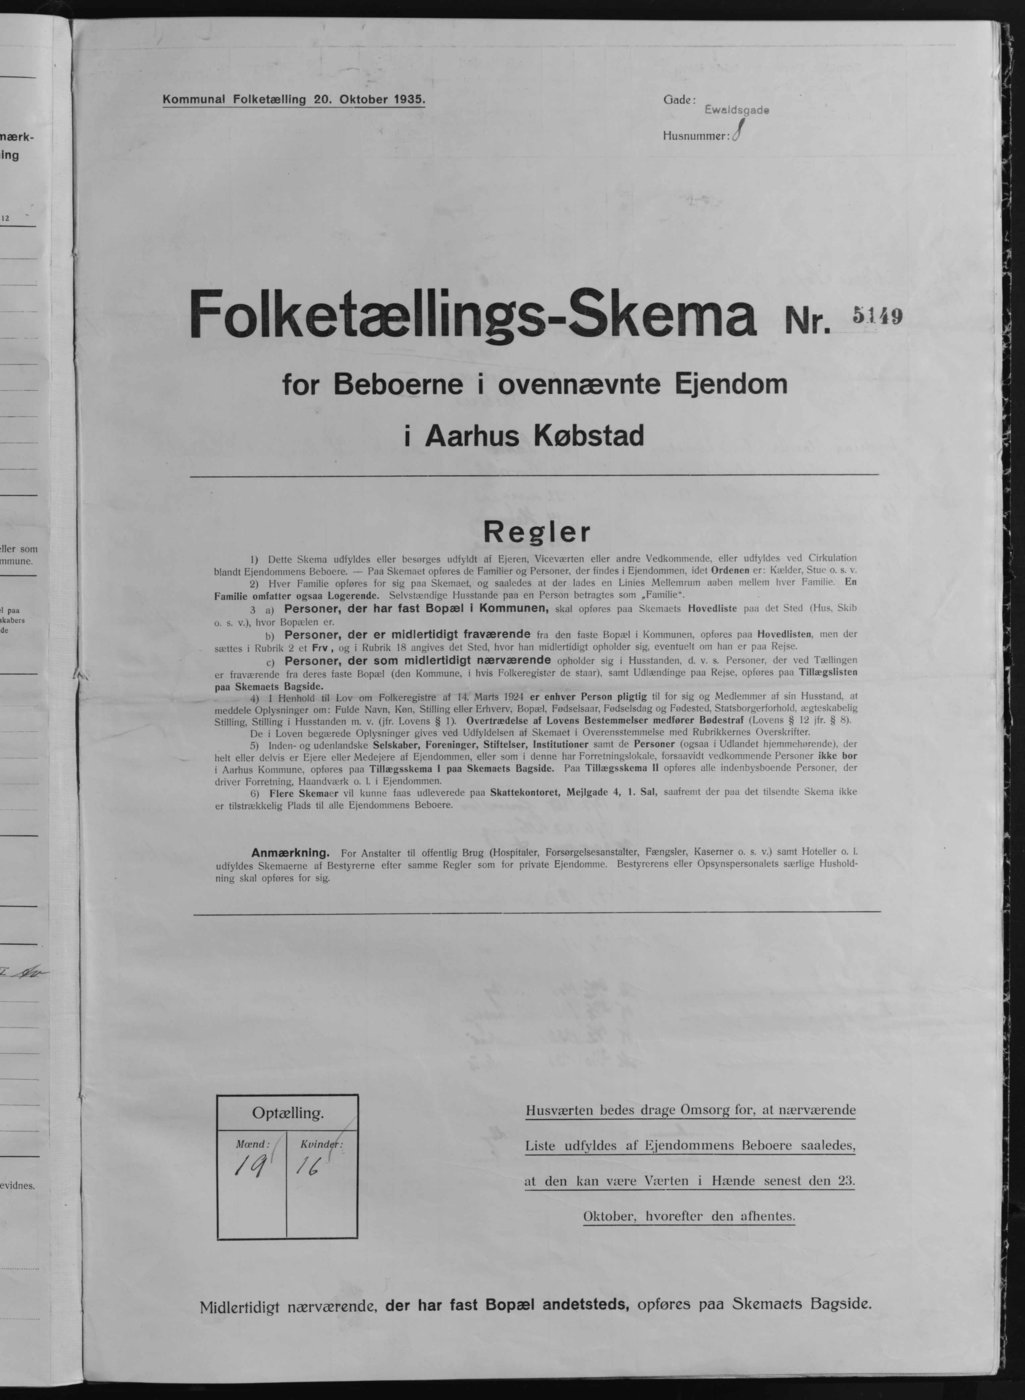 Kommunal Folketælling 20. Oktober 1935.
Gade:
Ewaldsgade
Husnummer: 8
Folketællings-Skema Nr. 5149
for Beboerne i ovennævnte Ejendom
i Aarhus Købstad
Regler
1) Dette Skema udfyldes eller besørges udfyldt af Ejeren, Viceværten eller andre Vedkommende, eller udfyldes ved Cirkulation
blandt Ejendommens Beboere. — Paa Skemaet opføres de Familier og Personer, der findes i Ejendommen, idet Ordenen er: Kælder, Stue o. s. v.
2) Hver Familie opføres for sig paa Skemaet, og saaledes at der lades en Linies Mellemrum aaben mellem hver Familie. En
Familie omfatter ogsaa Logerende. Selvstændige Husstande paa en Person betragtes som „Familie“.
3 a) Personer, der har fast Bopæl i Kommunen, skal opføres paa Skemaets Hovedliste paa det Sted (Hus, Skib
o. s. v.), hvor Bopælen er.
b) Personer, der er midlertidigt fraværende fra den faste Bopæl i Kommunen, opføres paa Hovedlisten, men der
sættes i Rubrik 2 et Frv, og i Rubrik 18 angives det Sted, hvor han midlertidigt opholder sig, eventuelt om han er paa Rejse.
c) Personer, der som midlertidigt nærværende opholder sig i Husstanden, d. v. s. Personer, der ved Tællingen
er fraværende fra deres faste Bopæl (den Kommune, i hvis Folkeregister de staar), samt Udlændinge paa Rejse, opføres paa Tillægslisten
paa Skemaets Bagside.
4) I Henhold til Lov om Folkeregistre af 14. Marts 1924 er enhver Person pligtig til for sig og Medlemmer af sin Husstand, at
meddele Oplysninger om: Fulde Navn, Køn, Stilling eller Erhverv, Bopæl, Fødselsaar, Fødselsdag og Fødested, Statsborgerforhold, ægteskabelig
Stilling, Stilling i Husstanden m. v. (jfr. Lovens § 1). Overtrædelse af Lovens Bestemmelser medfører Bødestraf (Lovens § 12 jfr. § 8).
De i Loven begærede Oplysninger gives ved Udfyldelsen af Skemaet i Overensstemmelse med Rubrikkernes Overskrifter.
5) Inden- og udenlandske Selskaber, Foreninger, Stiftelser, Institutioner samt de Personer (ogsaa i Udlandet hjemmehørende), der
helt eller delvis er Ejere eller Medejere af Ejendommen, eller som i denne har Forretningslokale, forsaavidt vedkommende Personer ikke bor
i Aarhus Kommune, opføres paa Tillægsskema I paa Skemaets Bagside. Paa Tillægsskema II opføres alle indenbysboende Personer, der
driver Forretning, Haandværk o. l. i Ejendommen.
6) Flere Skemaer vil kunne faas udleverede paa Skattekontoret, Mejlgade 4, 1. Sal, saafremt der paa det tilsendte Skema ikke
er tilstrækkelig Plads til alle Ejendommens Beboere.
Anmærkning. For Anstalter til offentlig Brug (Hospitaler, Forsørgelsesanstalter, Fængsler, Kaserner o. s. v.) samt Hoteller o. l.
udfyldes Skemaerne af Bestyrerne efter samme Regler som for private Ejendomme. Bestyrerens eller Opsynspersonalets særlige Hushold-
ning skal opføres for sig.
Optælling.
Mænd: Kvinder:
19 16
Husværten bedes drage Omsorg for, at nærværende
Liste udfyldes af Ejendommens Beboere saaledes,
at den kan være Værten i Hænde senest den 23.
Oktober, hvorefter den afhentes.
Midlertidigt nærværende, der har fast Bopæl andetsteds, opføres paa Skemaets Bagside.
mærk-
ing
12
eller som
mmune.
el paa
skabers
de
evidnes.